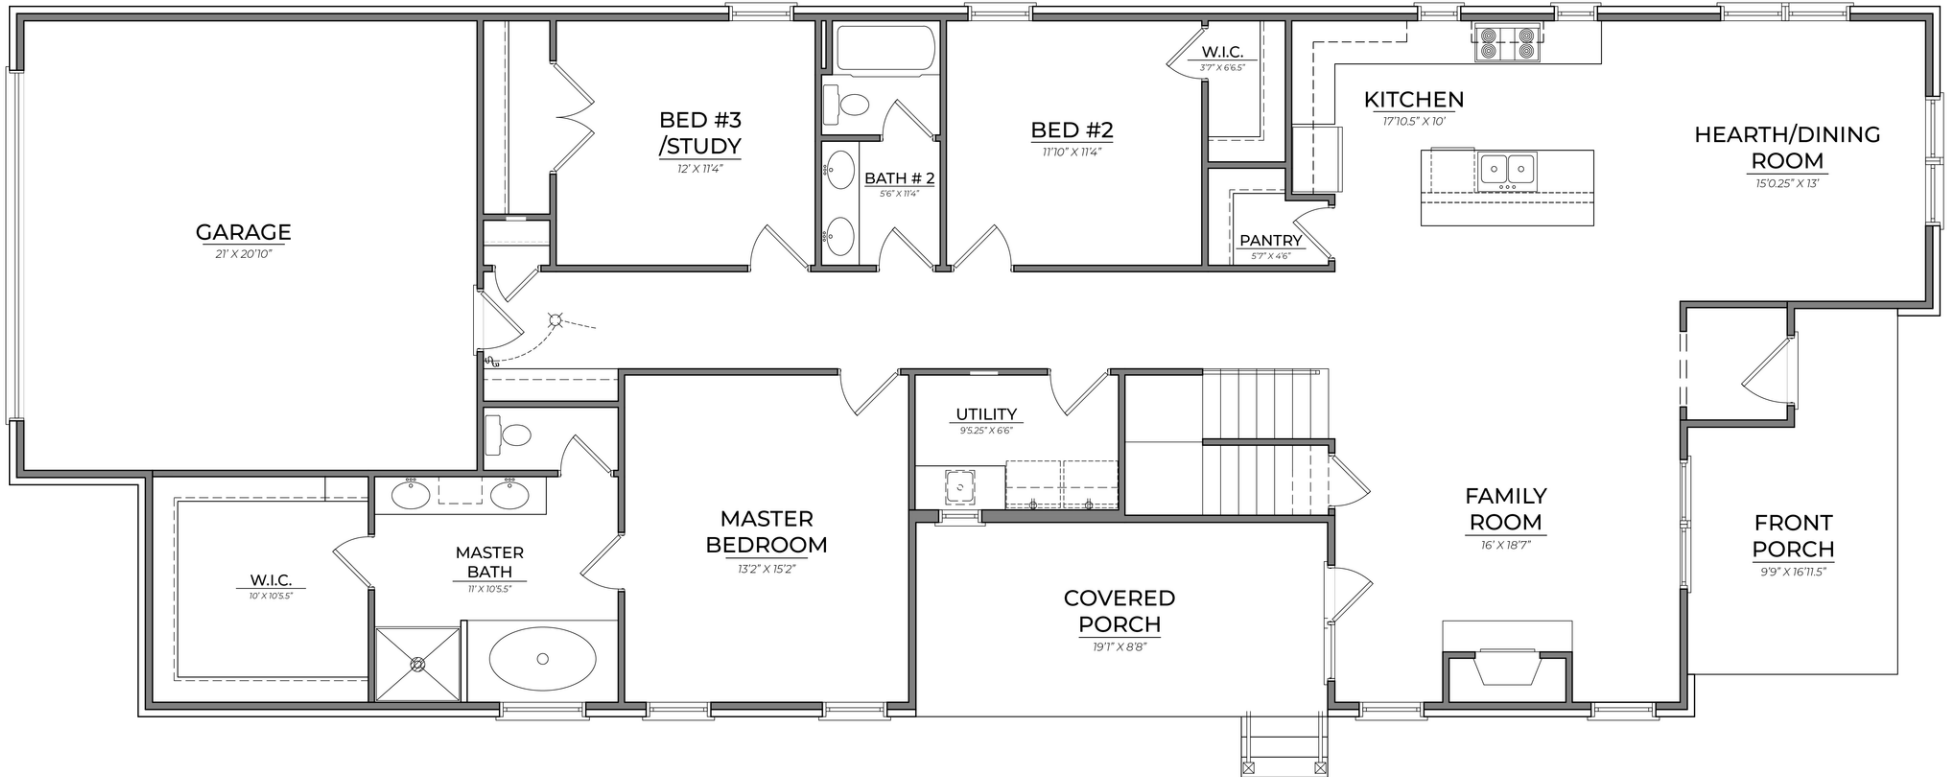 GARAGE
21' X 20'10"
BED #3
/STUDY
12' X 11'4"
BATH # 2
5'6" X 11'4"
BED #2
11'10" X 11'4"
W.I.C.
3'7" X 6'6.5"
PANTRY
5'7" X 4'6"
KITCHEN
17'10.5" X 10'
HEARTH/DINING
ROOM
15'0.25" X 13'
W.I.C.
10' X 10'5.5"
MASTER
BATH
11' X 10'5.5"
MASTER
BEDROOM
13'2" X 15'2"
UTILITY
9'5.25" X 6'6"
COVERED
PORCH
19'1" X 8'8"
FAMILY
ROOM
16' X 18'7"
FRONT
PORCH
9'9" X 16'11.5"